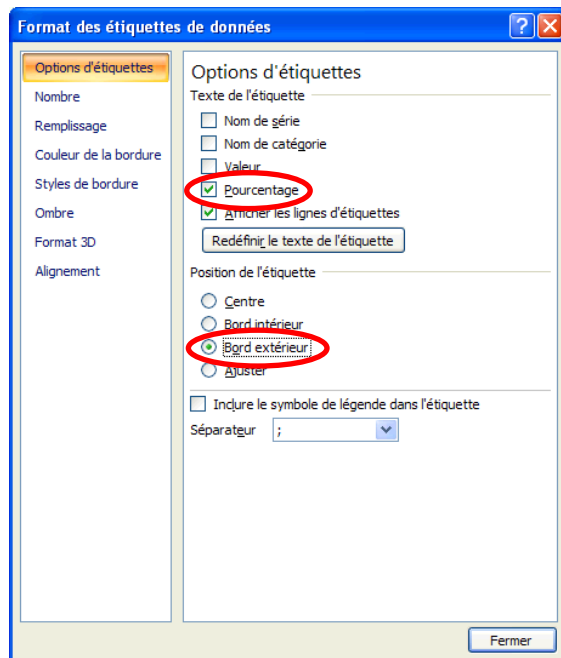 Format des étiquettes de données
Options d'étiquettes
Nombre
Remplissage
Couleur de la bordure
Styles de bordure
Ombre
Format 3D
Alignement
Options d'étiquettes
Texte de l'étiquette
Nom de série
Nom de catégorie
Valeur
Pourcentage
Afficher les lignes d'étiquettes
Redéfinir le texte de l'étiquette
Position de l'étiquette
Centre
Bord intérieur
Bord extérieur
Ajuster
Inclure le symbole de légende dans l'étiquette
Séparateur ;
Fermer